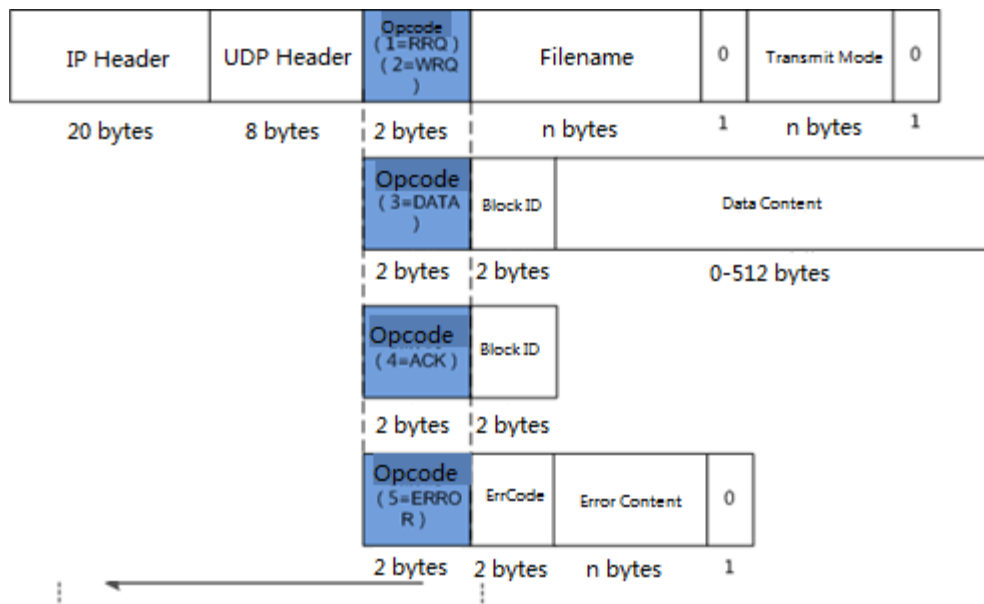 IP Header
UDP Header
Opcode
(1=RRQ)
(2=WRQ
)
Filename
0
Transmit Mode
0
20 bytes
8 bytes
2 bytes
n bytes
1
n bytes
1
Opcode
(3=DATA
)
Block ID
Data Content
2 bytes
2 bytes
0-512 bytes
Opcode
(4=ACK)
Block ID
2 bytes
2 bytes
Opcode
(5=ERRO
R)
ErrCode
Error Content
0
2 bytes
2 bytes
n bytes
1